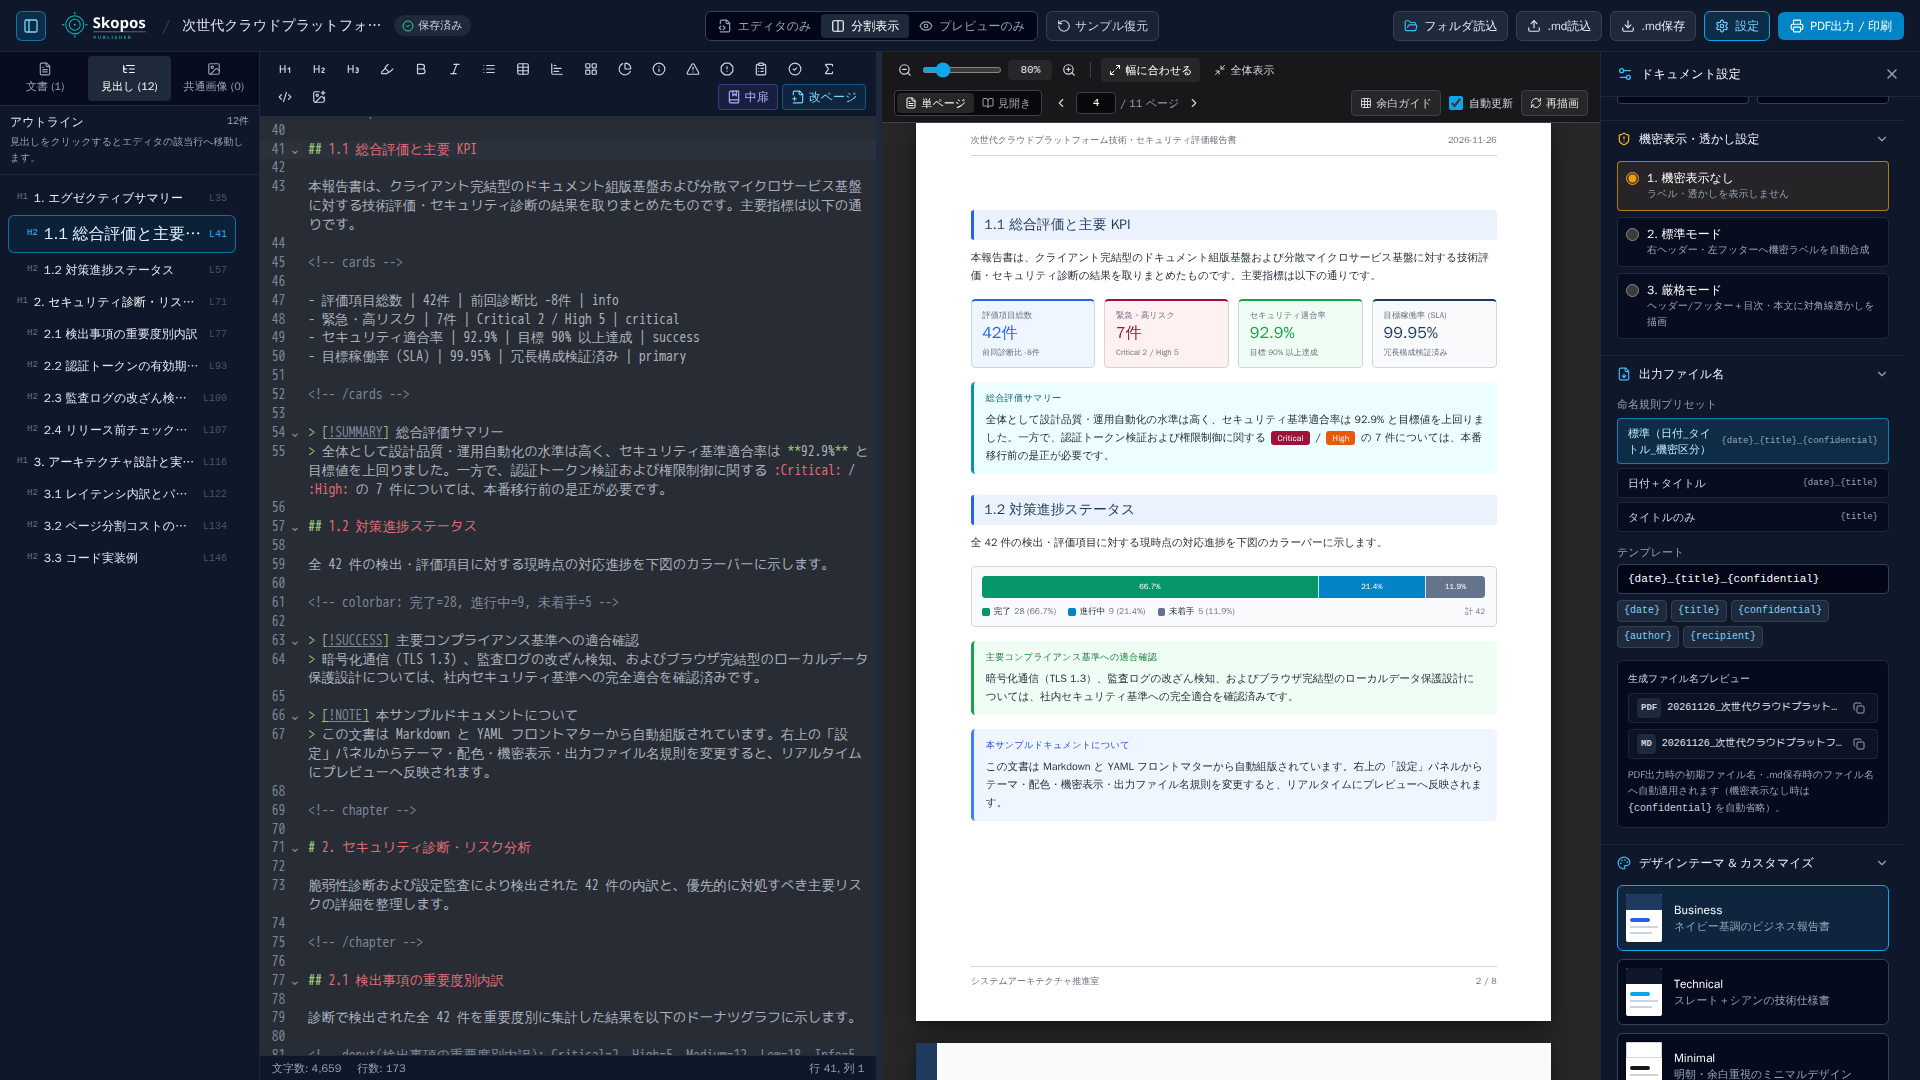 Skopos
PUBLISHER
/
次世代クラウドプラットフォ…
保存済み
エディタのみ
分割表示
プレビューのみ
サンプル復元
フォルダ読込
.md読込
.md保存
設定
PDF出力 / 印刷
文書 (1)
見出し (12)
共通画像 (0)
アウトライン
12件
見出しをクリックするとエディタの該当行へ移動し
ます。
H1 1. エグゼクティブサマリー L35
H2 1.1 総合評価と主要… L41
H2 1.2 対策進捗ステータス L57
H1 2. セキュリティ診断・リス… L71
H2 2.1 検出事項の重要度別内訳 L77
H2 2.2 認証トークンの有効期… L93
H2 2.3 監査ログの改ざん検… L100
H2 2.4 リリース前チェック… L107
H1 3. アーキテクチャ設計と実… L116
H2 3.1 レイテンシ内訳とパ… L122
H2 3.2 ページ分割コストの… L134
H2 3.3 コード実装例 L146
H1 H2 H3 B I Σ
中扉
改ページ
40
41 ## 1.1 総合評価と主要 KPI
42
43 本報告書は、クライアント完結型のドキュメント組版基盤および分散マイクロサービス基盤
に対する技術評価・セキュリティ診断の結果を取りまとめたものです。主要指標は以下の通
りです。
44
45 <!-- cards -->
46
47 - 評価項目総数 | 42件 | 前回診断比 -8件 | info
48 - 緊急・高リスク | 7件 | Critical 2 / High 5 | critical
49 - セキュリティ適合率 | 92.9% | 目標 90% 以上達成 | success
50 - 目標稼働率 (SLA) | 99.95% | 冗長構成検証済み | primary
51
52 <!-- /cards -->
53
54 > [!SUMMARY] 総合評価サマリー
55 > 全体として設計品質・運用自動化の水準は高く、セキュリティ基準適合率は **92.9%** と
目標値を上回りました。一方で、認証トークン検証および権限制御に関する :Critical: /
:High: の 7 件については、本番移行前の是正が必要です。
56
57 ## 1.2 対策進捗ステータス
58
59 全 42 件の検出・評価項目に対する現時点の対応進捗を下図のカラーバーに示します。
60
61 <!-- colorbar: 完了=28, 進行中=9, 未着手=5 -->
62
63 > [!SUCCESS] 主要コンプライアンス基準への適合確認
64 > 暗号化通信（TLS 1.3）、監査ログの改ざん検知、およびブラウザ完結型のローカルデータ
保護設計については、社内セキュリティ基準への完全適合を確認済みです。
65
66 > [!NOTE] 本サンプルドキュメントについて
67 > この文書は Markdown と YAML フロントマターから自動組版されています。右上の「設
定」パネルからテーマ・配色・機密表示・出力ファイル名規則を変更すると、リアルタイム
にプレビューへ反映されます。
68
69 <!-- chapter -->
70
71 # 2. セキュリティ診断・リスク分析
72
73 脆弱性診断および設定監査により検出された 42 件の内訳と、優先的に対処すべき主要リス
クの詳細を整理します。
74
75 <!-- /chapter -->
76
77 ## 2.1 検出事項の重要度別内訳
78
79 診断で検出された全 42 件を重要度別に集計した結果を以下のドーナツグラフに示します。
80
81 <!-- donut(検出事項の重要度別内訳): Critical=2, High=5, Medium=12, Low=18, Info=5
文字数: 4,659 行数: 173
行 41, 列 1
80%
幅に合わせる
全体表示
単ページ
見開き
4 / 11 ページ
余白ガイド
自動更新
再描画
次世代クラウドプラットフォーム技術・セキュリティ評価報告書 2026-11-26
1.1 総合評価と主要 KPI
本報告書は、クライアント完結型のドキュメント組版基盤および分散マイクロサービス基盤に対する技術評
価・セキュリティ診断の結果を取りまとめたものです。主要指標は以下の通りです。
評価項目総数
42件
前回診断比 -8件
緊急・高リスク
7件
Critical 2 / High 5
セキュリティ適合率
92.9%
目標 90% 以上達成
目標稼働率 (SLA)
99.95%
冗長構成検証済み
総合評価サマリー
全体として設計品質・運用自動化の水準は高く、セキュリティ基準適合率は 92.9% と目標値を上回りま
した。一方で、認証トークン検証および権限制御に関する Critical / High の 7 件については、本番
移行前の是正が必要です。
1.2 対策進捗ステータス
全 42 件の検出・評価項目に対する現時点の対応進捗を下図のカラーバーに示します。
66.7% 21.4% 11.9%
完了 28 (66.7%) 進行中 9 (21.4%) 未着手 5 (11.9%) 計 42
主要コンプライアンス基準への適合確認
暗号化通信（TLS 1.3）、監査ログの改ざん検知、およびブラウザ完結型のローカルデータ保護設計に
ついては、社内セキュリティ基準への完全適合を確認済みです。
本サンプルドキュメントについて
この文書は Markdown と YAML フロントマターから自動組版されています。右上の「設定」パネルから
テーマ・配色・機密表示・出力ファイル名規則を変更すると、リアルタイムにプレビューへ反映されま
す。
システムアーキテクチャ推進室 2 / 8
ドキュメント設定
機密表示・透かし設定
1. 機密表示なし
ラベル・透かしを表示しません
2. 標準モード
右ヘッダー・左フッターへ機密ラベルを自動合成
3. 厳格モード
ヘッダー/フッター＋目次・本文に対角線透かしを
描画
出力ファイル名
命名規則プリセット
標準（日付_タイ
トル_機密区分） {date}_{title}_{confidential}
日付＋タイトル {date}_{title}
タイトルのみ {title}
テンプレート
{date}_{title}_{confidential}
{date} {title} {confidential}
{author} {recipient}
生成ファイル名プレビュー
PDF 20261126_次世代クラウドプラット…
MD 20261126_次世代クラウドプラットフ…
PDF出力時の初期ファイル名・.md保存時のファイル名
へ自動適用されます（機密表示なし時は
{confidential} を自動省略）。
デザインテーマ & カスタマイズ
Business
ネイビー基調のビジネス報告書
Technical
スレート＋シアンの技術仕様書
Minimal
明朝・余白重視のミニマルデザイン